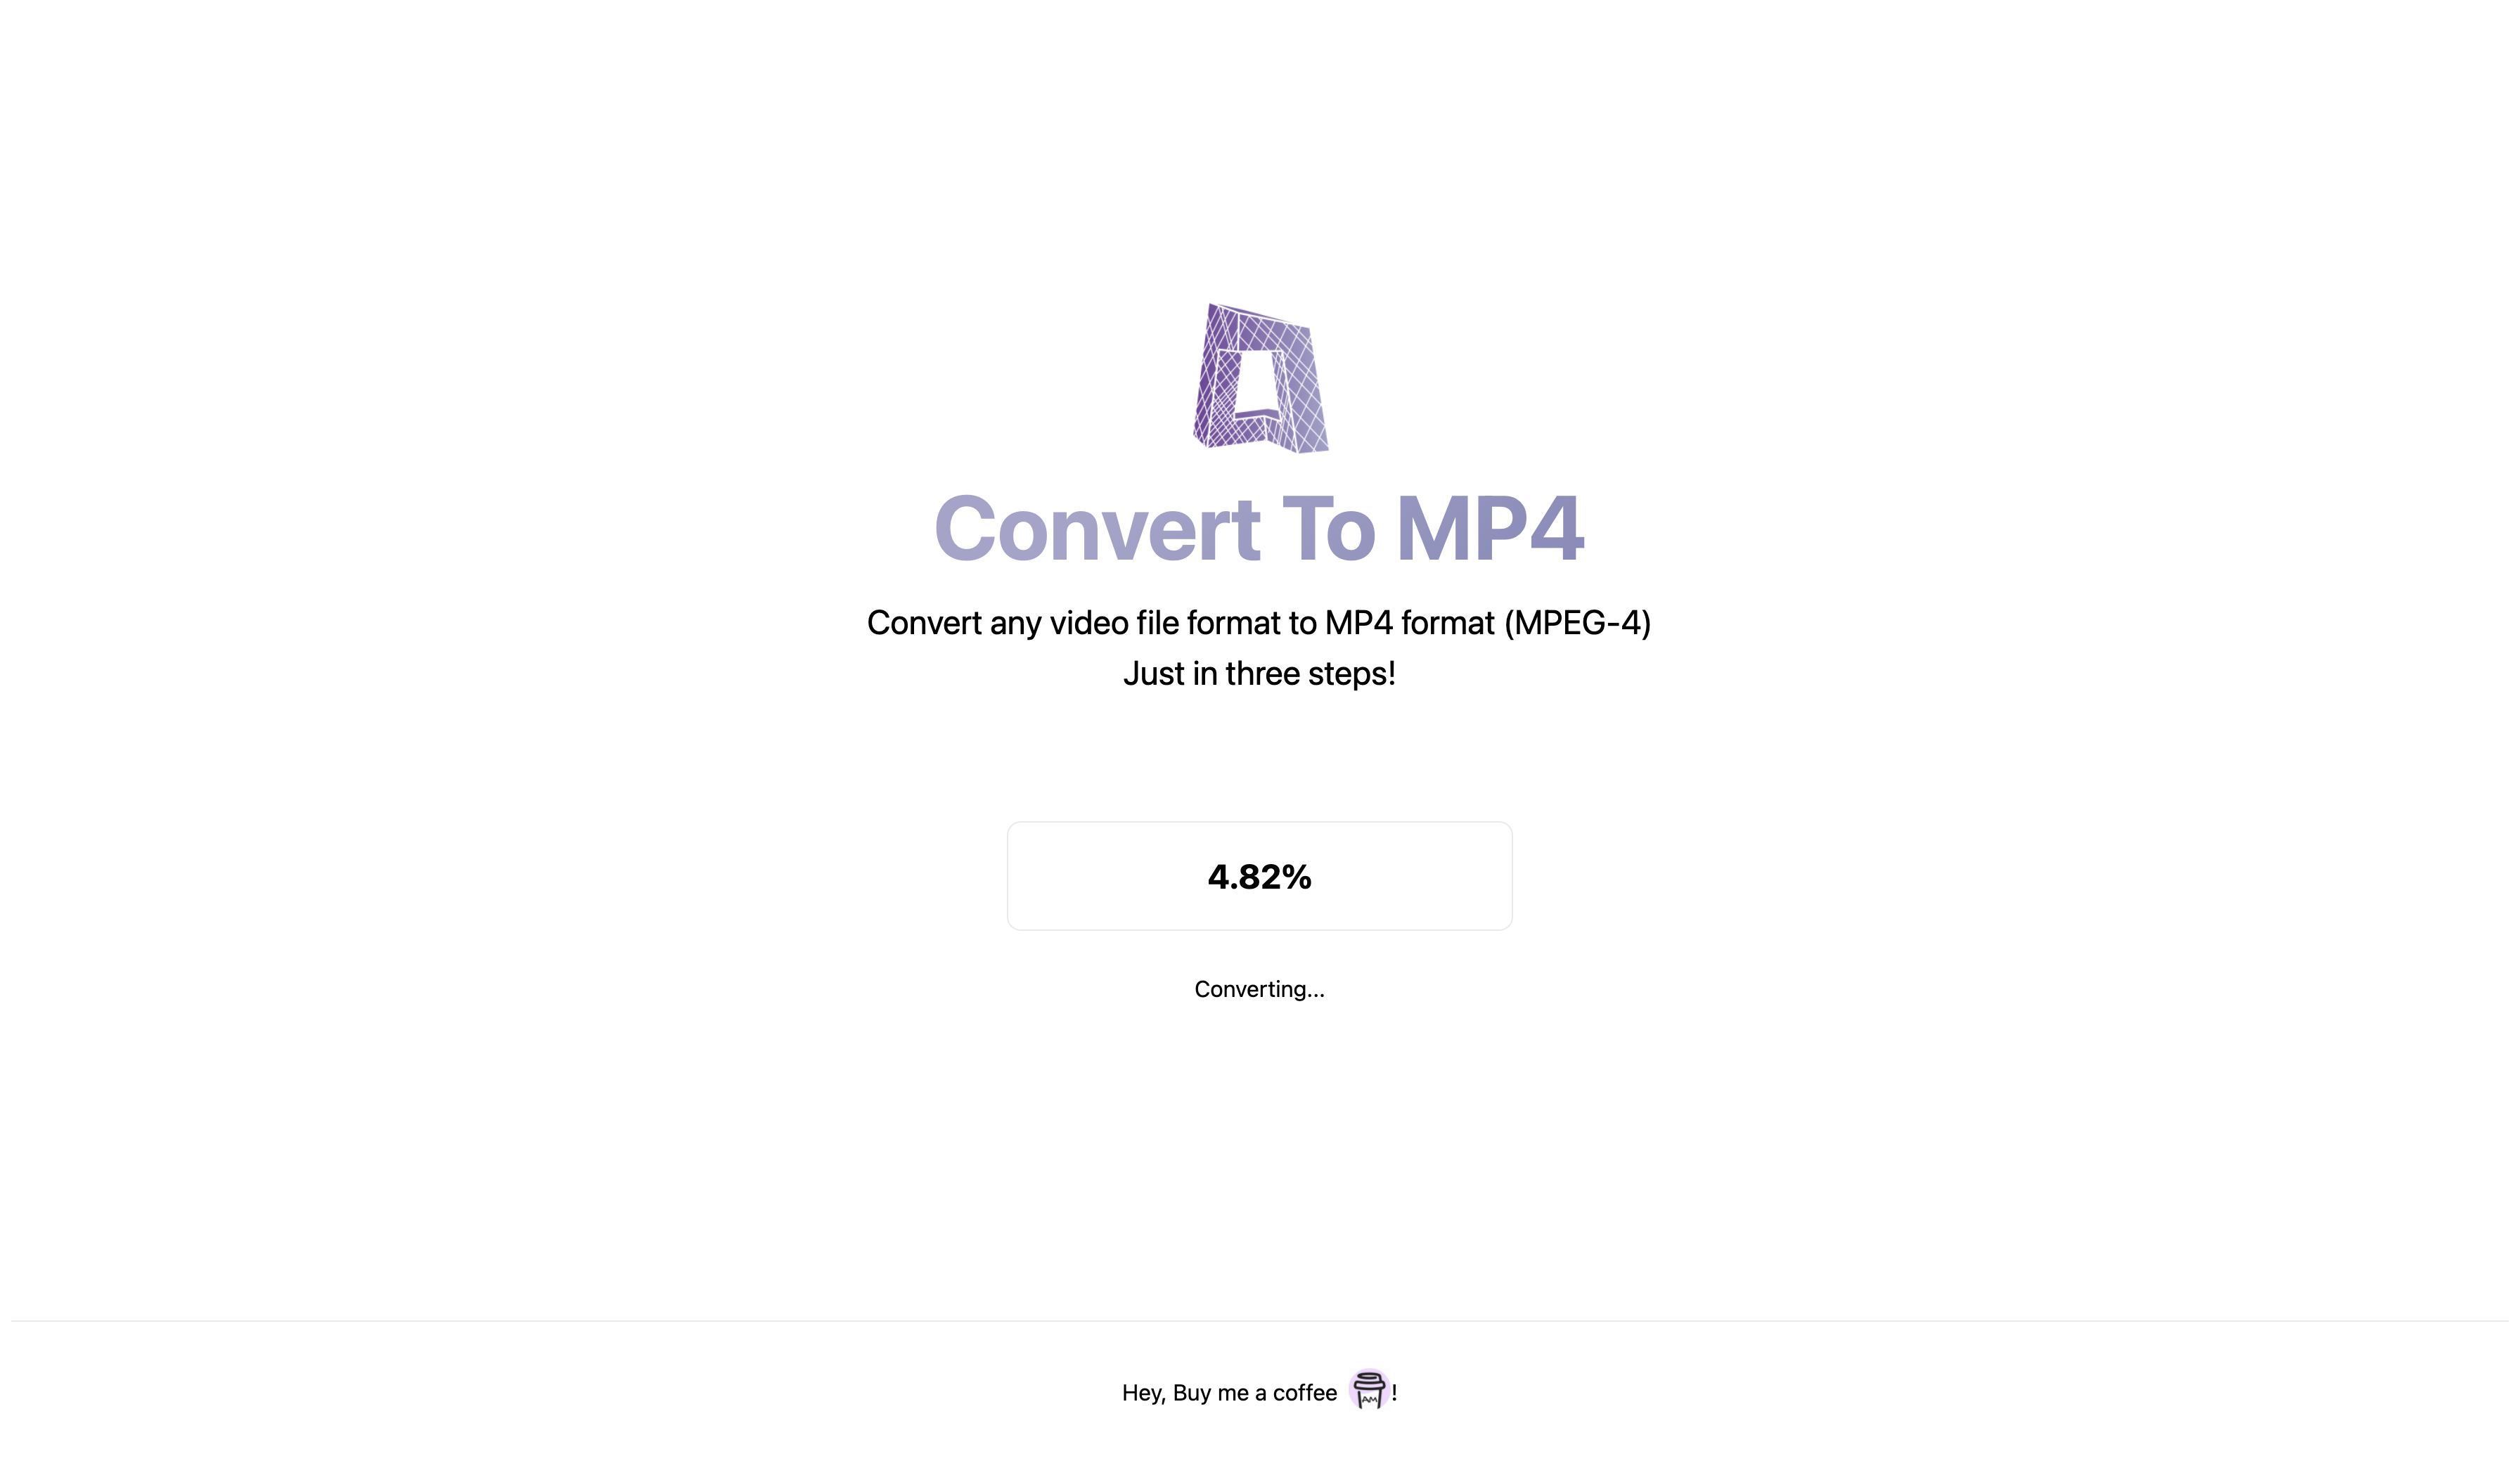 Convert To MP4
Convert any video file format to MP4 format (MPEG-4)
Just in three steps!
4.82%
Converting...
Hey, Buy me a coffee AM!